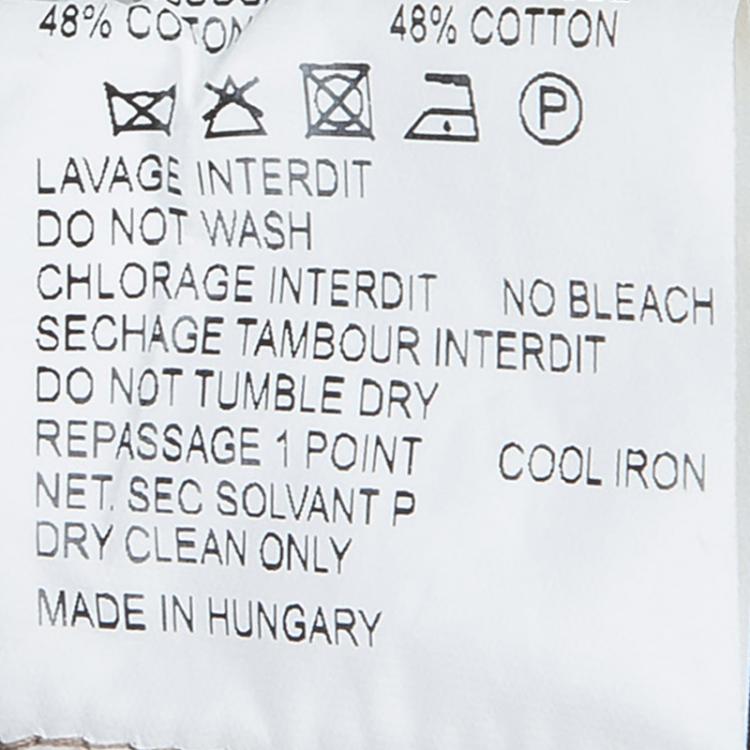 48% COTON 48% COTTON
P
LAVAGE INTERDIT
DO NOT WASH
CHLORAGE INTERDIT NO BLEACH
SECHAGE TAMBOUR INTERDIT
DO NOT TUMBLE DRY
REPASSAGE 1 POINT COOL IRON
NET. SEC SOLVANT P
DRY CLEAN ONLY
MADE IN HUNGARY